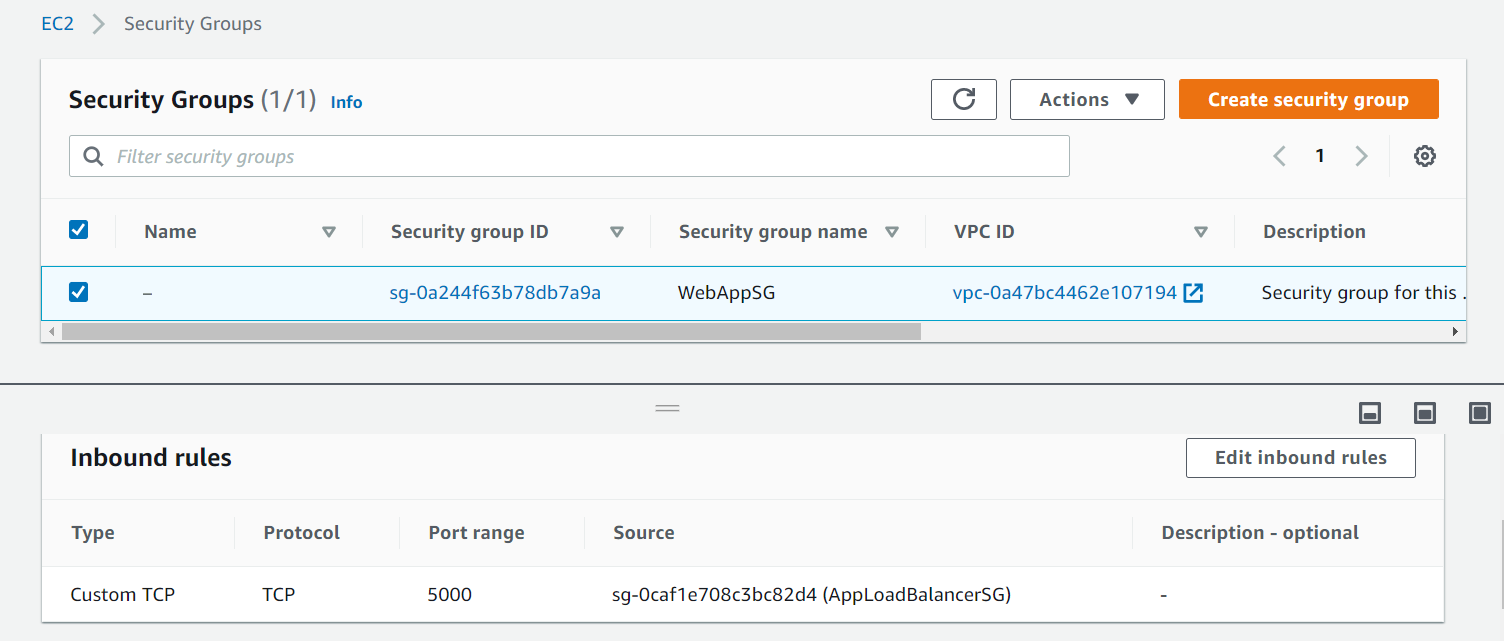 EC2 > Security Groups
Security Groups (1/1) Info
Actions
Create security group
Filter security groups
1
Name
Security group ID
Security group name
VPC ID
Description
–
sg-0a244f63b78db7a9a
WebAppSG
vpc-0a47bc4462e107194
Security group for this .
Inbound rules
Edit inbound rules
Type
Protocol
Port range
Source
Description - optional
Custom TCP
TCP
5000
sg-0caf1e708c3bc82d4 (AppLoadBalancerSG)
-